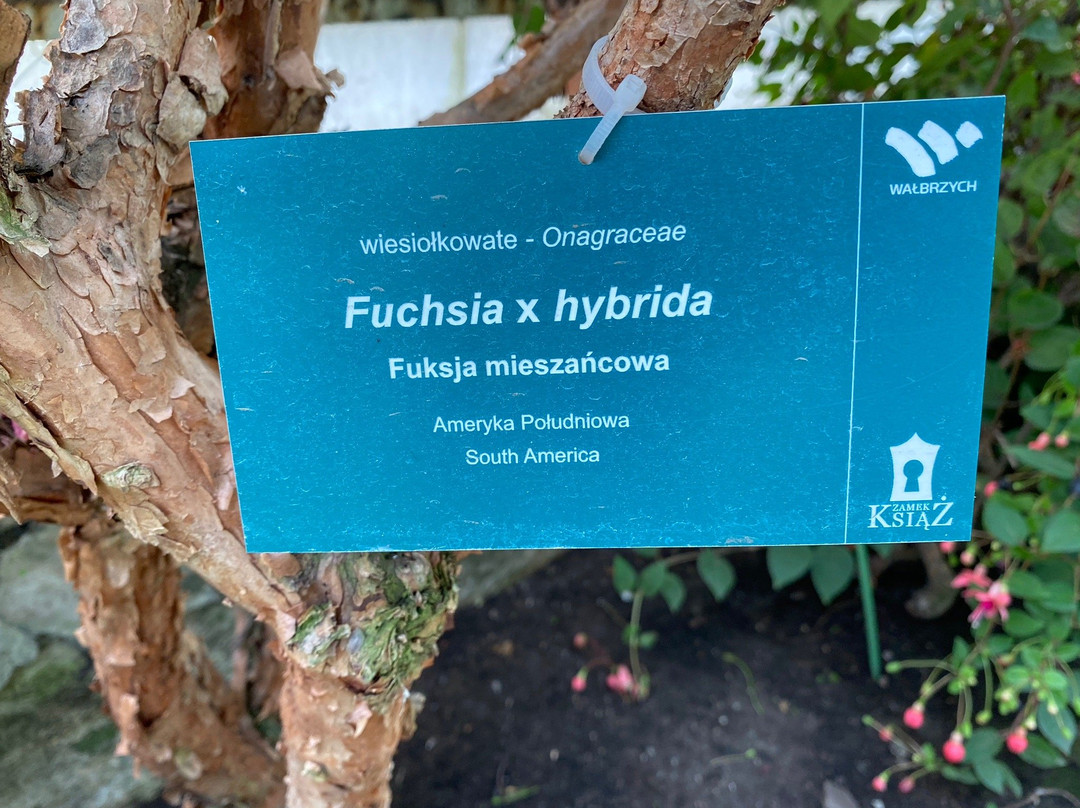 wiesiołkowate - Onagraceae
Fuchsia x hybrida
Fuksja mieszańcowa
Ameryka Południowa
South America
WAŁBRZYCH
ZAMEK
KSIĄŻ